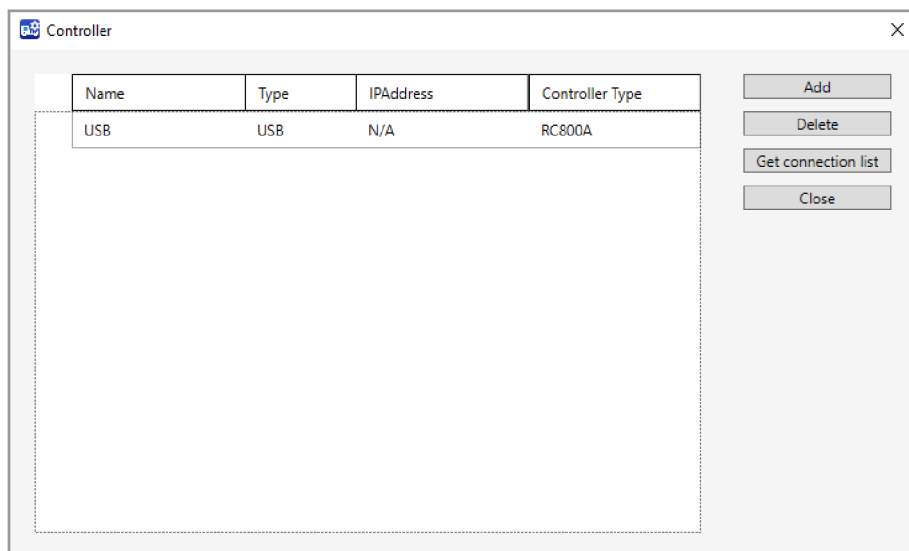 Controller
Name Type IPAddress Controller Type
USB USB N/A RC800A
Add
Delete
Get connection list
Close